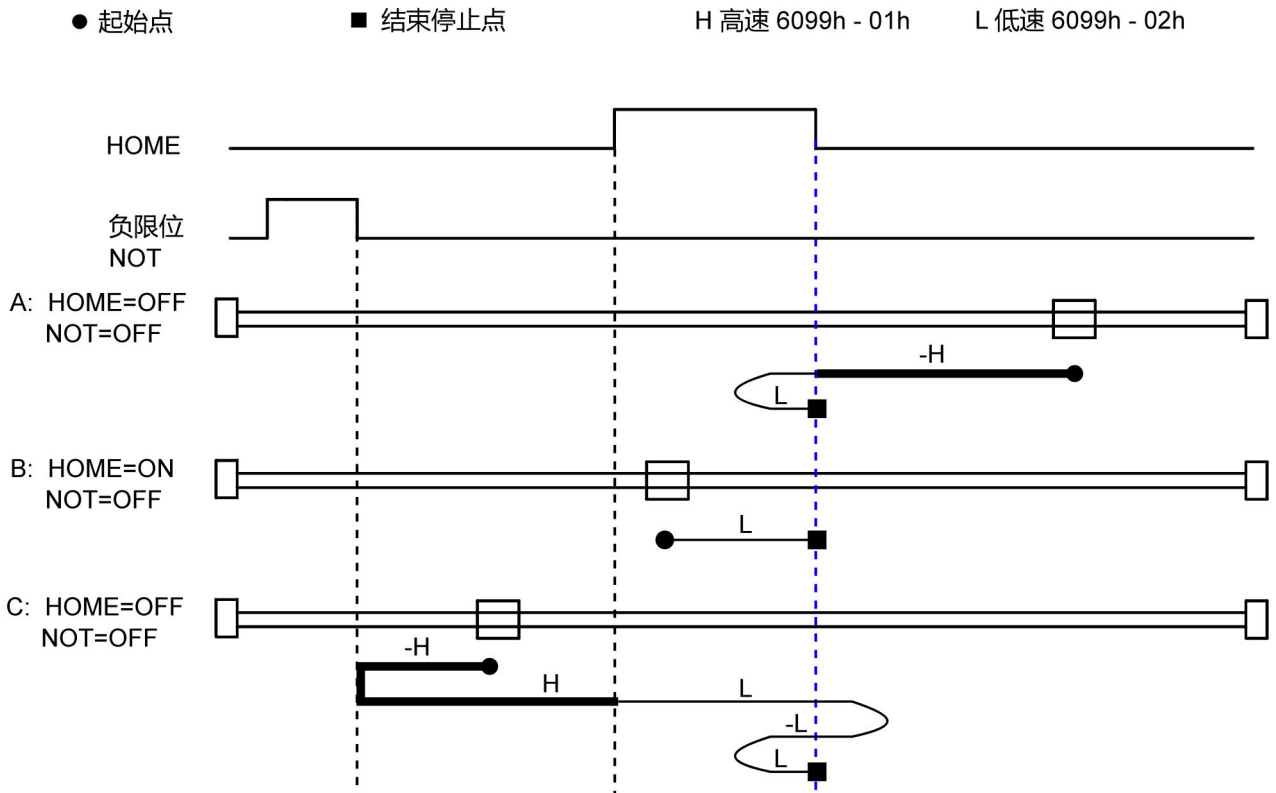 起始点 结束停止点 H 高速 6099h - 01h L 低速 6099h - 02h
HOME
负限位
NOT
A: HOME=OFF
NOT=OFF
-H
L
B: HOME=ON
NOT=OFF
L
C: HOME=OFF
NOT=OFF
-H
H L
-L
L